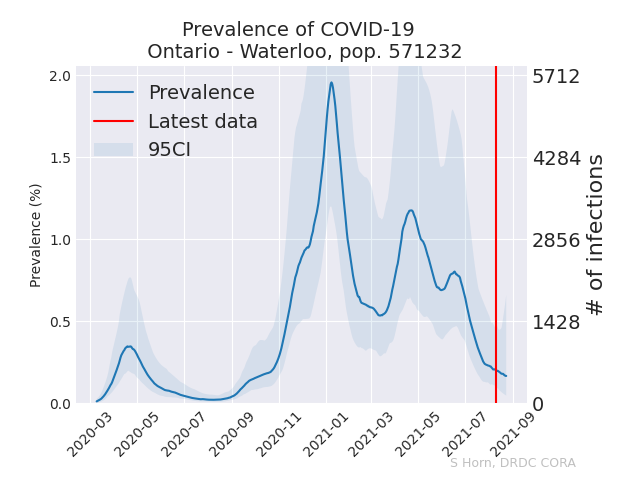 Prevalence of COVID-19
Ontario - Waterloo, pop. 571232
Prevalence
Latest data
95CI
Prevalence (%)
2.0
1.5
1.0
0.5
0.0
5712
4284
2856
1428
0
# of infections
2020-03
2020-05
2020-07
2020-09
2020-11
2021-01
2021-03
2021-05
2021-07
2021-09
S Horn, DRDC CORA